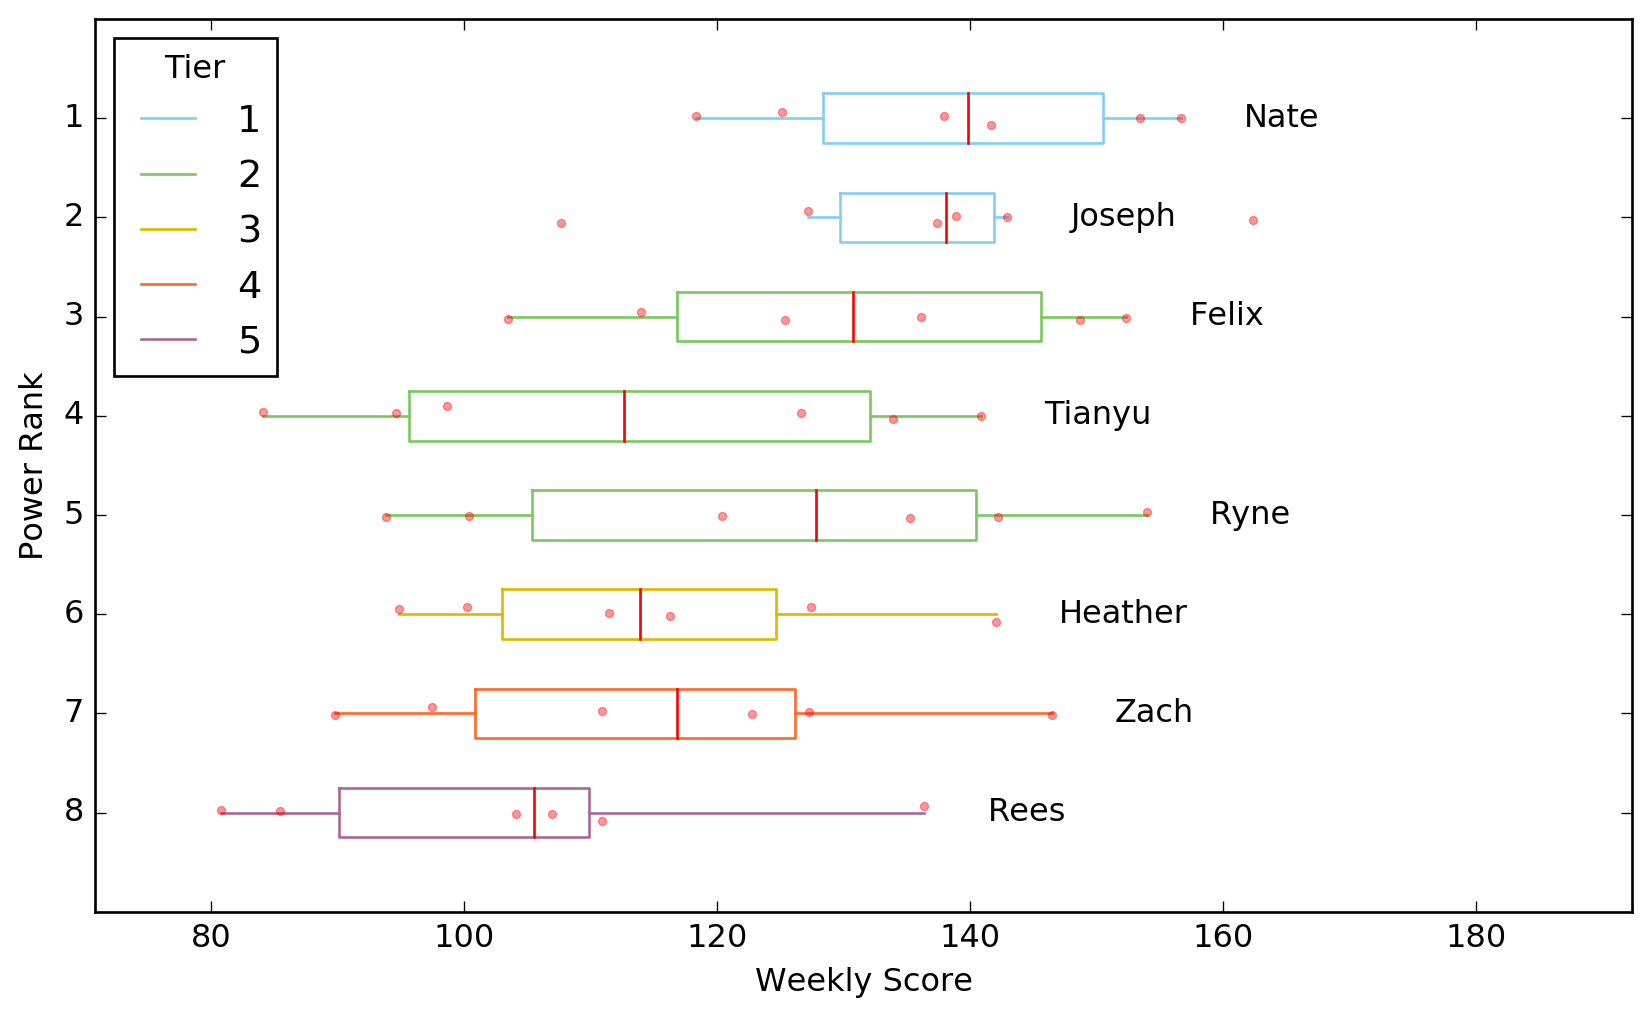 Tier
1
2
3
4
5
1
Nate
2
Joseph
3
Felix
4
Tianyu
5
Ryne
6
Heather
7
Zach
8
Rees
Power Rank
80 100 120 140 160 180
Weekly Score